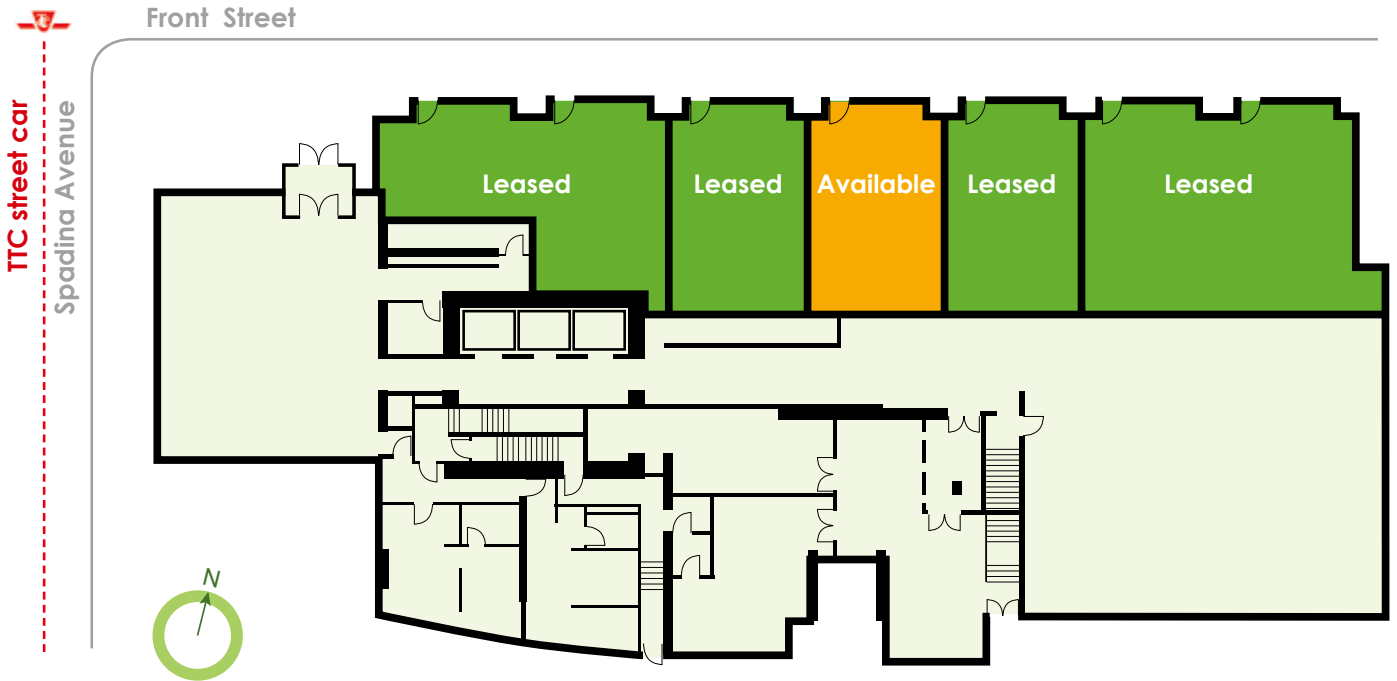 Front Street
TTC street car
Spadina Avenue
Leased
Leased
Available
Leased
Leased
N